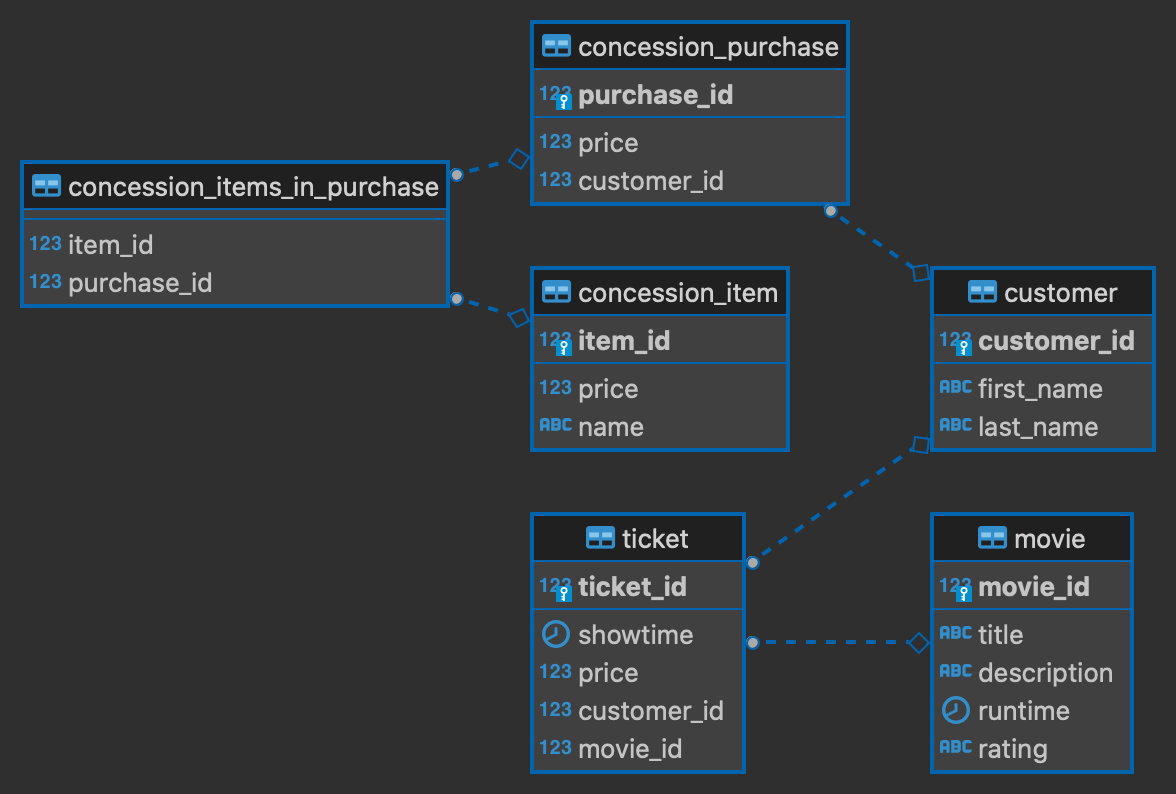 concession_purchase
123 purchase_id
123 price
123 customer_id
concession_items_in_purchase
123 item_id
123 purchase_id
concession_item
123 item_id
123 price
ABC name
customer
123 customer_id
ABC first_name
ABC last_name
ticket
123 ticket_id
showtime
123 price
123 customer_id
123 movie_id
movie
123 movie_id
ABC title
ABC description
runtime
ABC rating